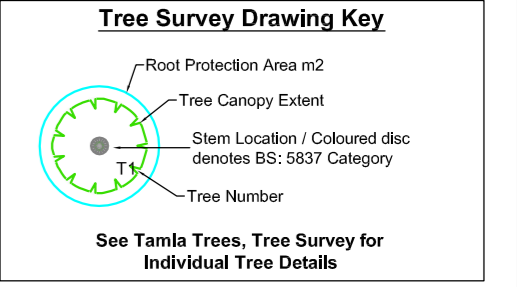 Tree Survey Drawing Key
Root Protection Area m2
Tree Canopy Extent
Stem Location / Coloured disc
denotes BS: 5837 Category
T1
Tree Number
See Tamla Trees, Tree Survey for
Individual Tree Details